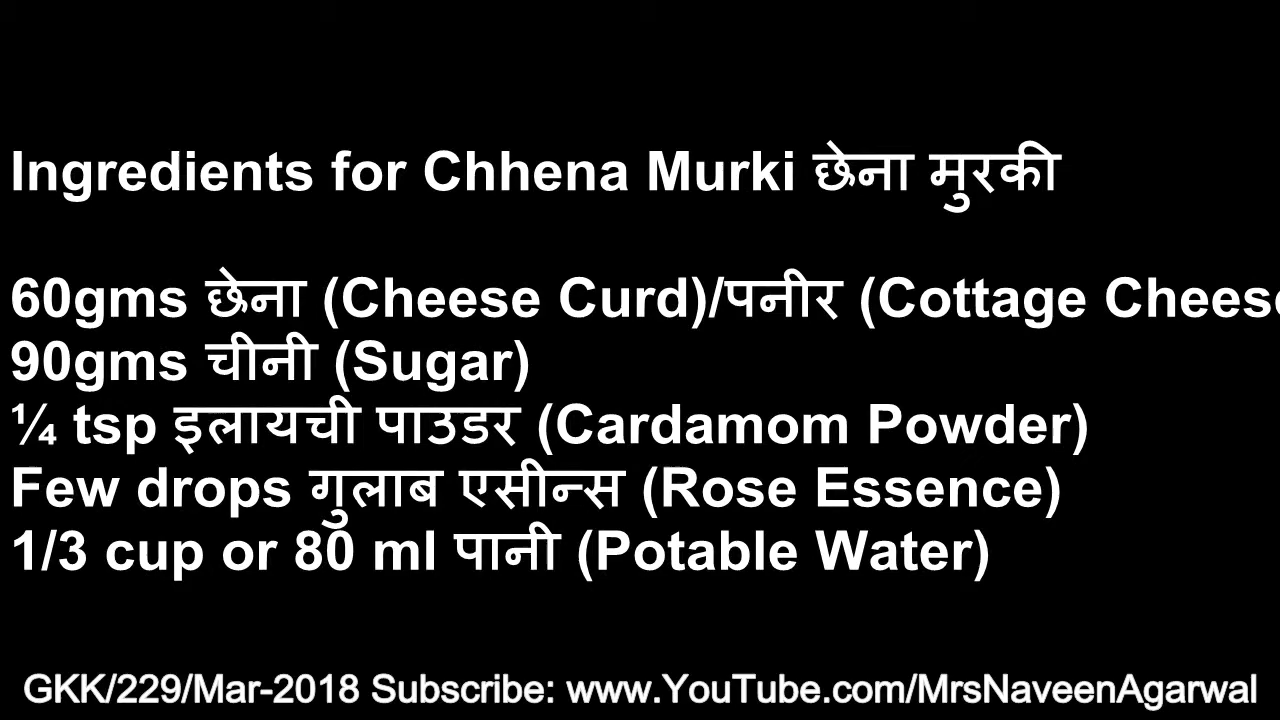 Ingredients for Chhena Murki छेना मुरकी
60gms छेना (Cheese Curd)/पनीर (Cottage Cheese
90gms चीनी (Sugar)
¼ tsp इलायची पाउडर (Cardamom Powder)
Few drops गुलाब एसीन्स (Rose Essence)
1/3 cup or 80 ml पानी (Potable Water)
GKK/229/Mar-2018 Subscribe: www.YouTube.com/MrsNaveenAgarwal